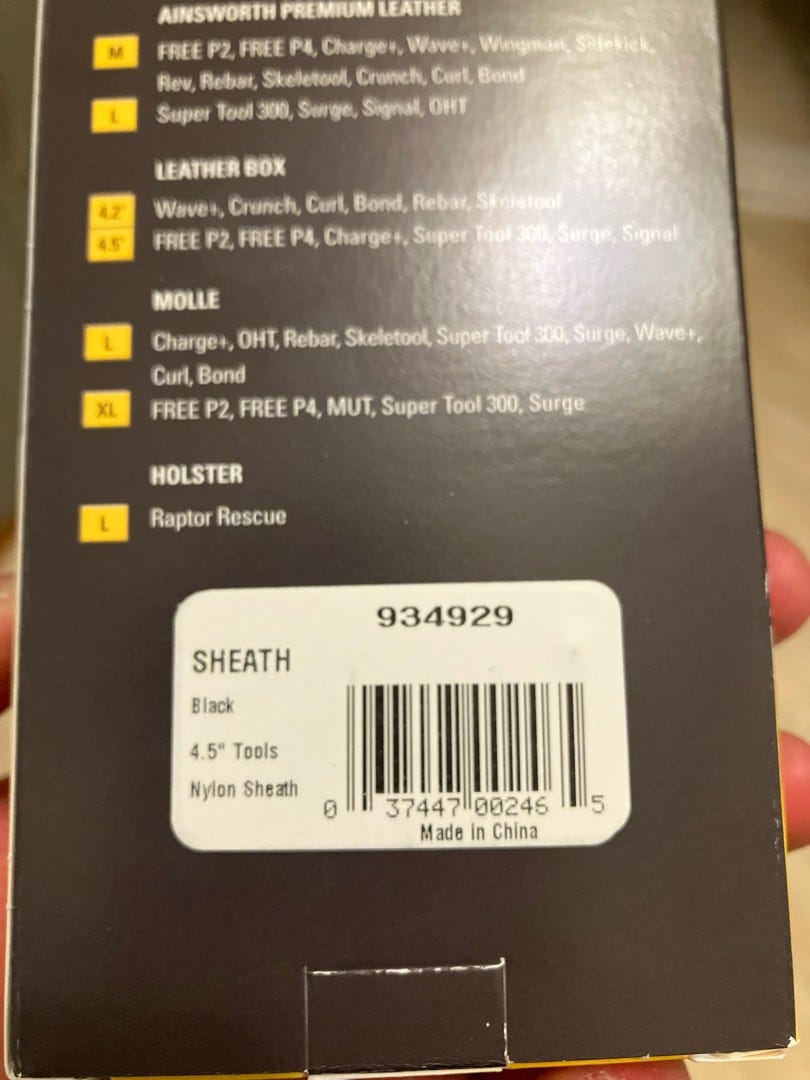 AINSWORTH PREMIUM LEATHER
M FREE P2, FREE P4, Charge+, Wave+, Wingman, Sidekick,
Rev, Rebar, Skeletool, Crunch, Curl, Bond
L Super Tool 300, Surge, Signal, OHT
LEATHER BOX
4.2" Wave+, Crunch, Curl, Bond, Rebar, Skeletool
4.5" FREE P2, FREE P4, Charge+, Super Tool 300, Surge, Signal
MOLLE
L Charge+, OHT, Rebar, Skeletool, Super Tool 300, Surge, Wave+,
Curl, Bond
XL FREE P2, FREE P4, MUT, Super Tool 300, Surge
HOLSTER
L Raptor Rescue
934929
SHEATH
Black
4.5" Tools
Nylon Sheath
0 37447 00246 5
Made in China